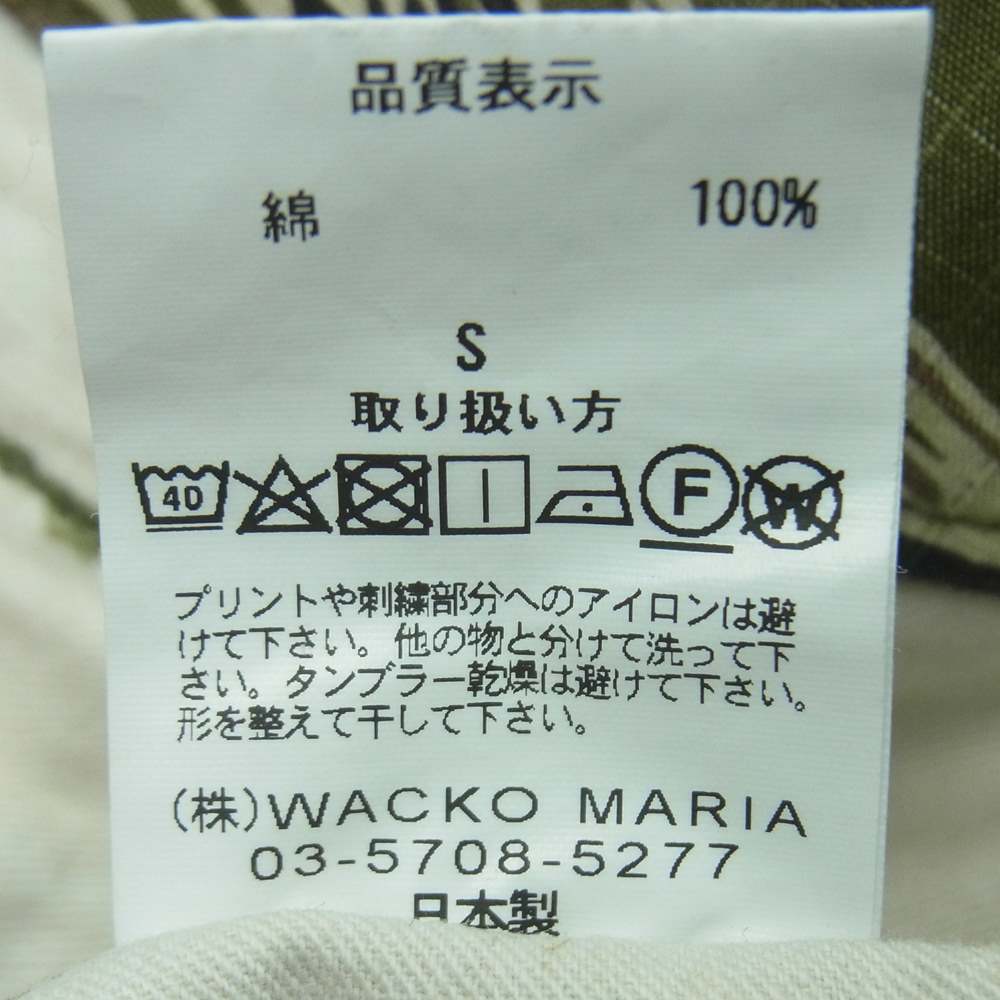 品質表示
綿 100%
S
取り扱い方
40 F W
プリントや刺繍部分へのアイロンは避
けて下さい。他の物と分けて洗って下
さい。タンブラー乾燥は避けて下さい。
形を整えて干して下さい。
(株)WACKO MARIA
03-5708-5277
日本製